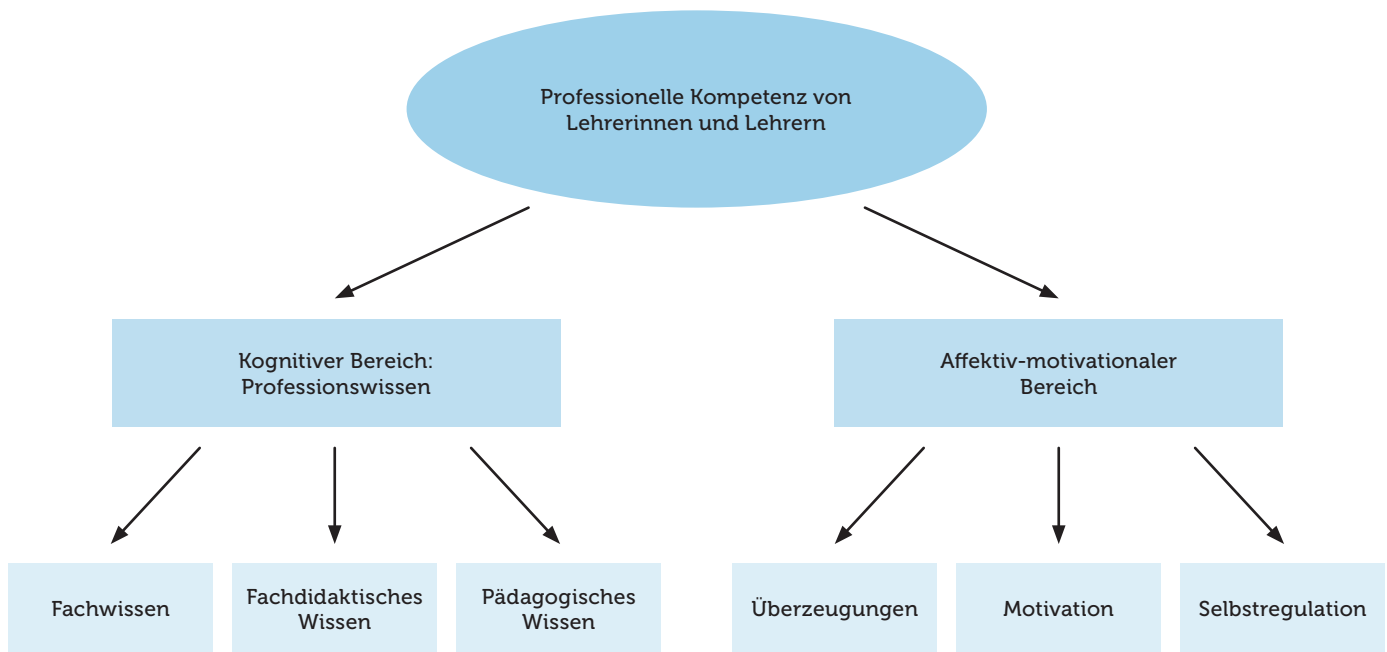 Professionelle Kompetenz von
Lehrerinnen und Lehrern
Kognitiver Bereich:
Professionswissen
Affektiv-motivationaler
Bereich
Fachwissen
Fachdidaktisches
Wissen
Pädagogisches
Wissen
Überzeugungen
Motivation
Selbstregulation